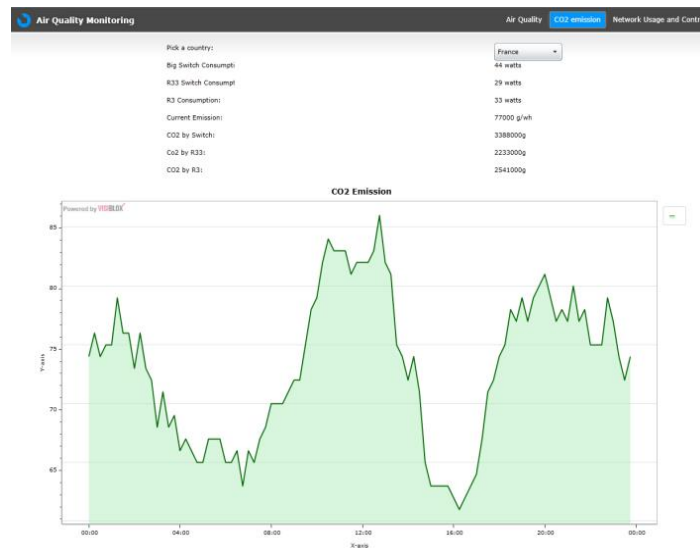 Air Quality Monitoring
Air Quality
CO2 emission
Network Usage and Contr
Pick a country:
France
Big Switch Consumpti
44 watts
R33 Switch Consumpt
29 watts
R3 Consumption:
33 watts
Current Emission:
77000 g/wh
CO2 by Switch:
3388000g
Co2 by R33:
2233000g
CO2 by R3:
2541000g
CO2 Emission
Powered by VISIBLOX
85
80
75
70
65
Y-axis
00:00
04:00
08:00
12:00
16:00
20:00
00:00
X-axis